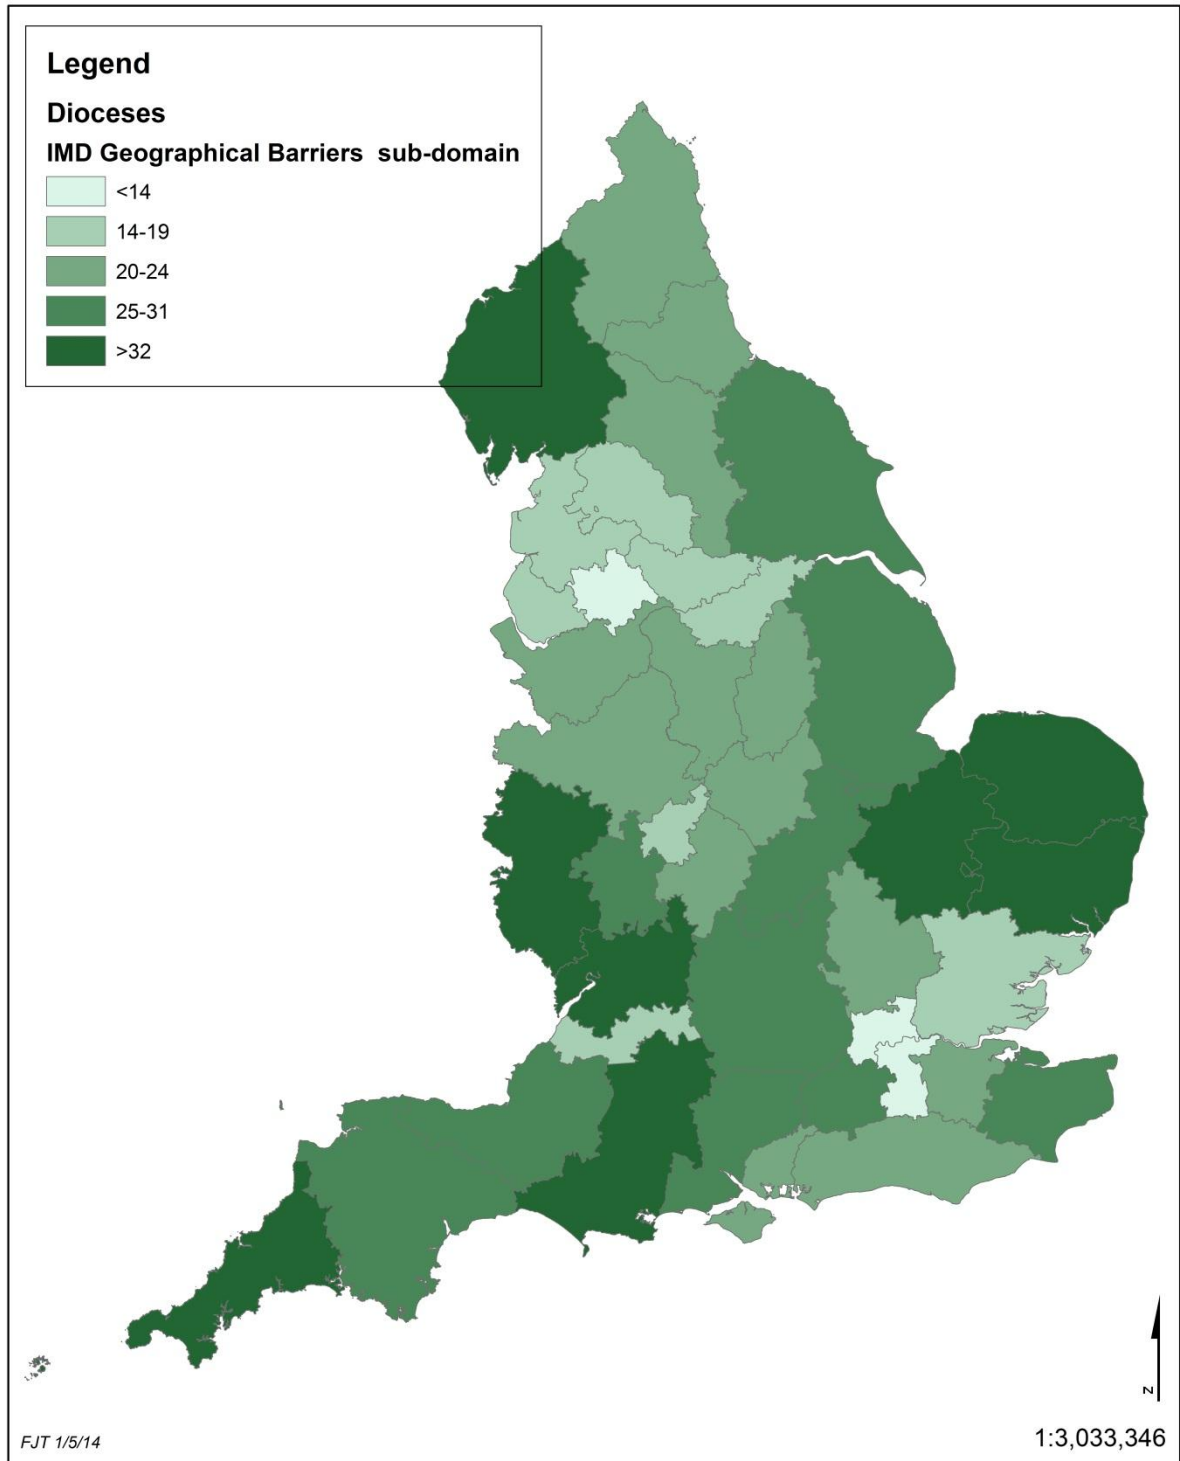 Legend
Dioceses
IMD Geographical Barriers  sub-domain
<14
14-19
20-24
25-31
>32
z
FJT 1/5/14
1:3,033,346